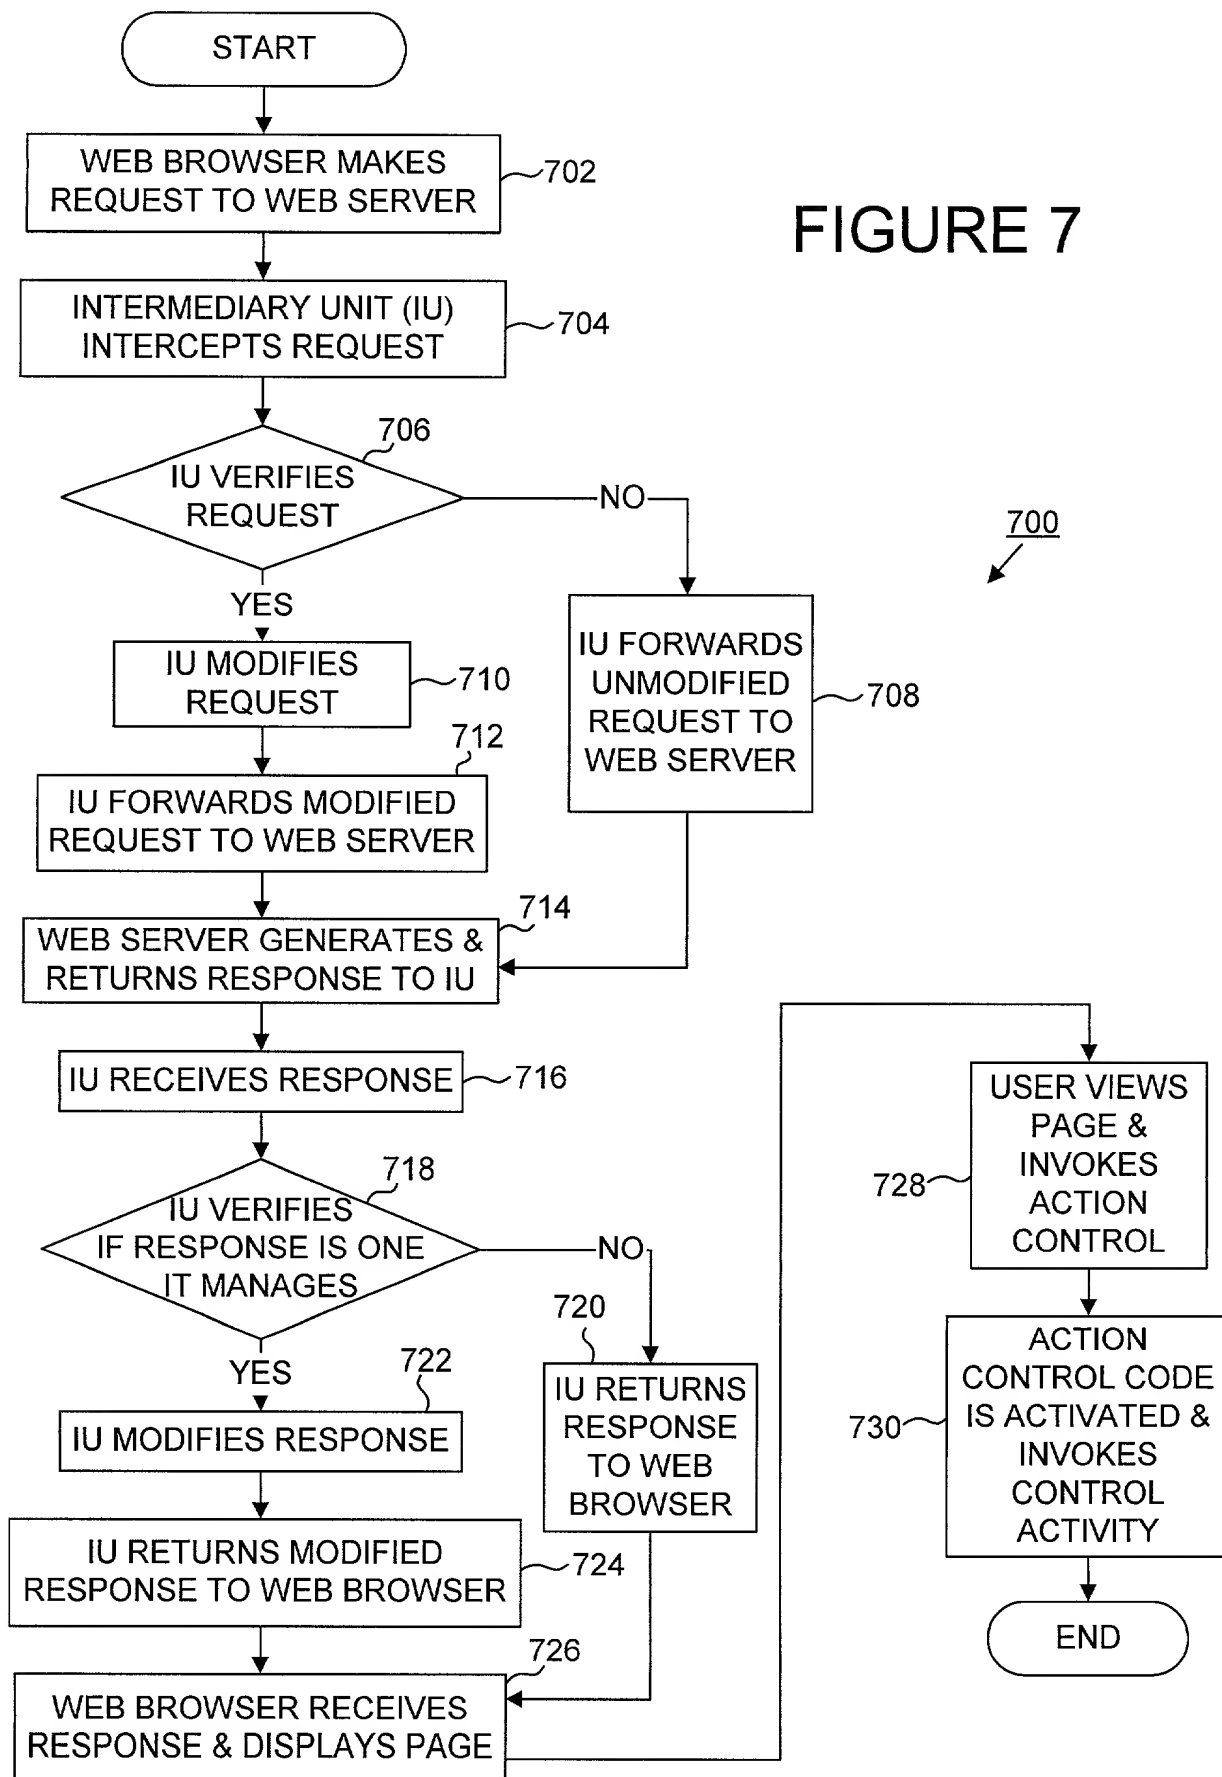 START
WEB BROWSER MAKES
REQUEST TO WEB SERVER
702
FIGURE 7
INTERMEDIARY UNIT (IU)
INTERCEPTS REQUEST
704
706
IU VERIFIES
REQUEST
NO
700
YES
IU MODIFIES
REQUEST
710
IU FORWARDS
UNMODIFIED
REQUEST TO
WEB SERVER
708
712
IU FORWARDS MODIFIED
REQUEST TO WEB SERVER
714
WEB SERVER GENERATES &
RETURNS RESPONSE TO IU
IU RECEIVES RESPONSE
716
718
IU VERIFIES
IF RESPONSE IS ONE
IT MANAGES
NO
YES
720
IU RETURNS
RESPONSE
TO WEB
BROWSER
722
IU MODIFIES RESPONSE
IU RETURNS MODIFIED
RESPONSE TO WEB BROWSER
724
726
WEB BROWSER RECEIVES
RESPONSE & DISPLAYS PAGE
USER VIEWS
PAGE &
INVOKES
ACTION
CONTROL
728
ACTION
CONTROL CODE
IS ACTIVATED &
INVOKES
CONTROL
ACTIVITY
730
END